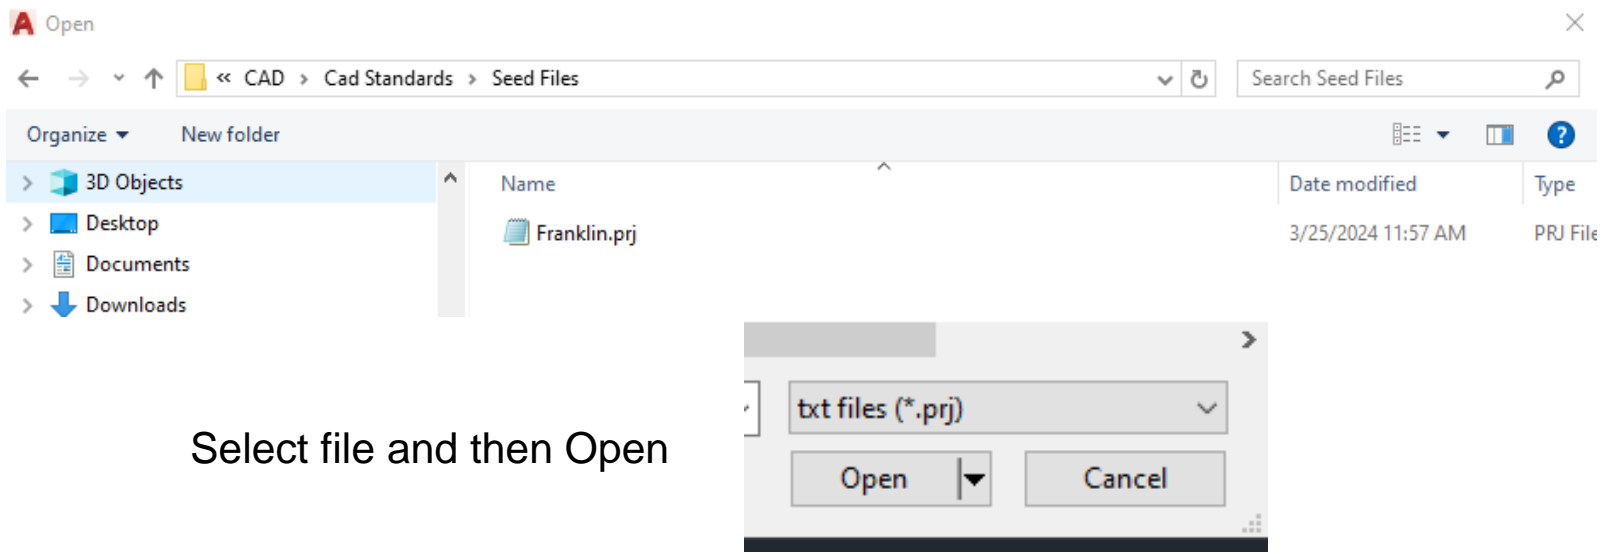 Open
« CAD > Cad Standards > Seed Files
Search Seed Files
Organize
New folder
3D Objects
Name
Date modified
Type
Desktop
Franklin.prj
3/25/2024 11:57 AM
PRJ File
Documents
Downloads
txt files (*.prj)
Select file and then Open
Open
Cancel